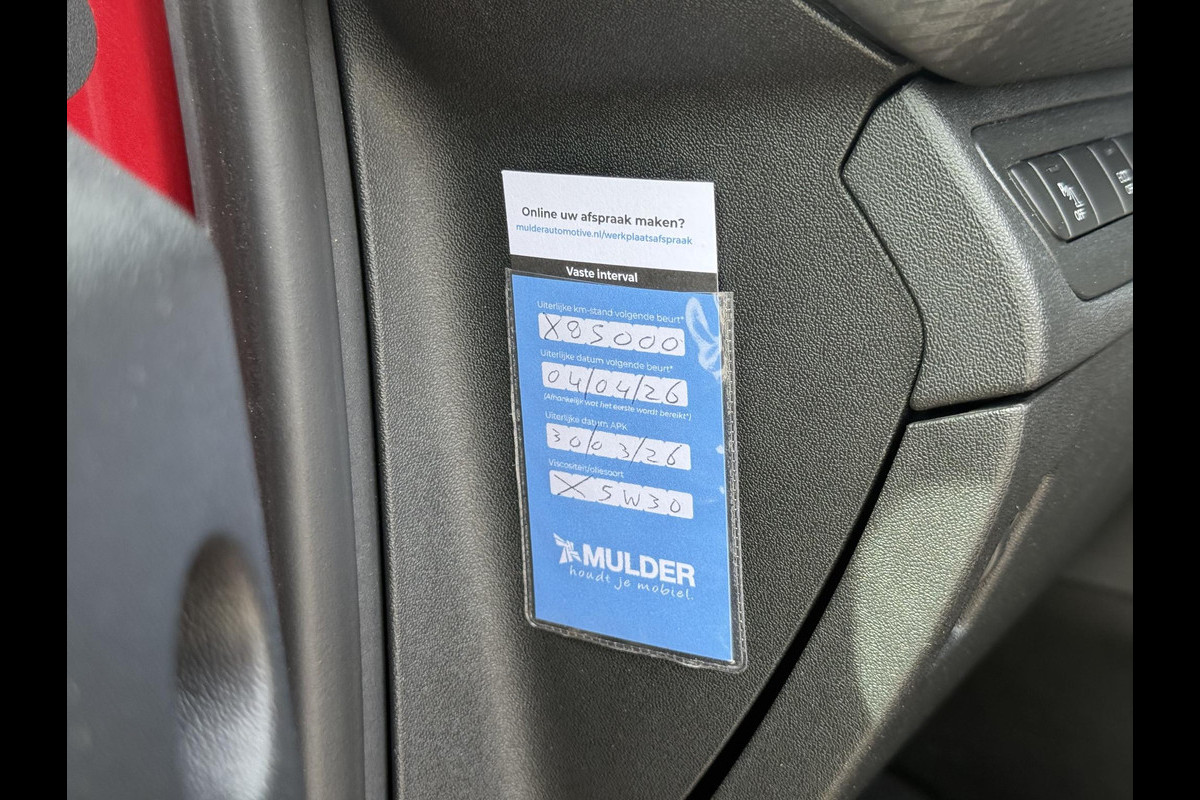 Online uw afspraak maken?
mulderautomotive.nl/werkplaatsafspraak
Vaste interval
Uiterlijke km-stand volgende beurt*
X85000
Uiterlijke datum volgende beurt*
04/04/26
(Afhankelijk wat het eerste wordt bereikt*)
Uiterlijke datum APK
30/03/26
Viscositeit/oliesoort
X5W30
MULDER
houdt je mobiel.
OFF